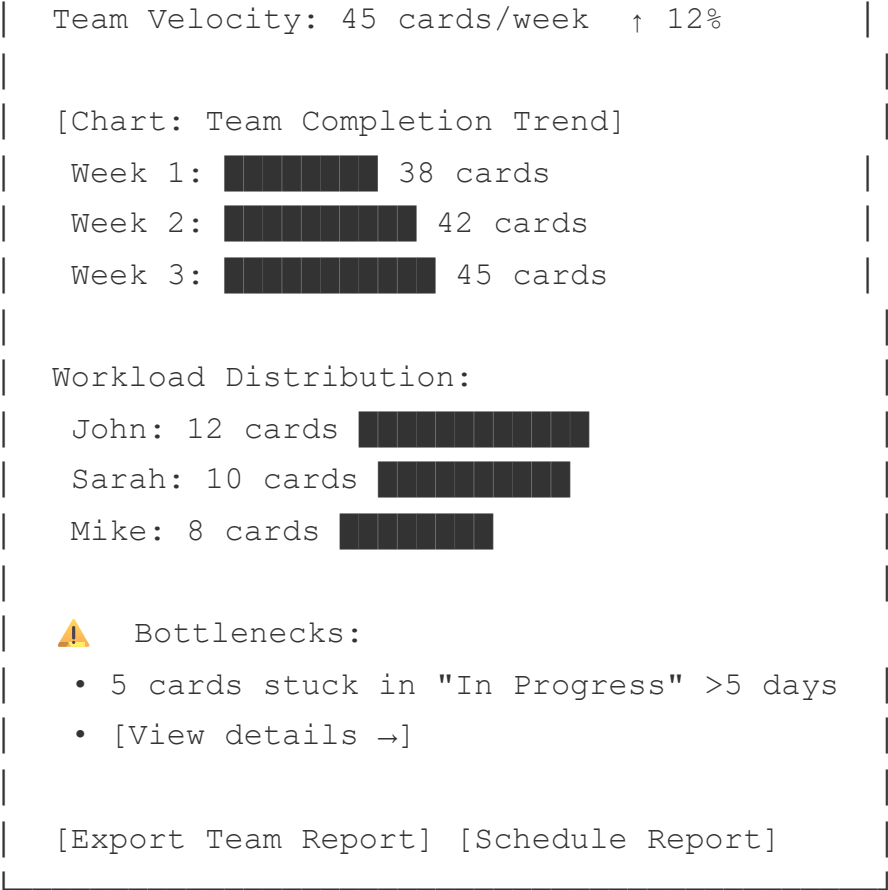 Team Velocity: 45 cards/week ↑ 12%
[Chart: Team Completion Trend]
Week 1: ████████ 38 cards
Week 2: ██████████ 42 cards
Week 3: ███████████ 45 cards
Workload Distribution:
John: 12 cards ████████████
Sarah: 10 cards ██████████
Mike: 8 cards ████████
⚠️ Bottlenecks:
• 5 cards stuck in "In Progress" >5 days
• [View details →]
[Export Team Report] [Schedule Report]